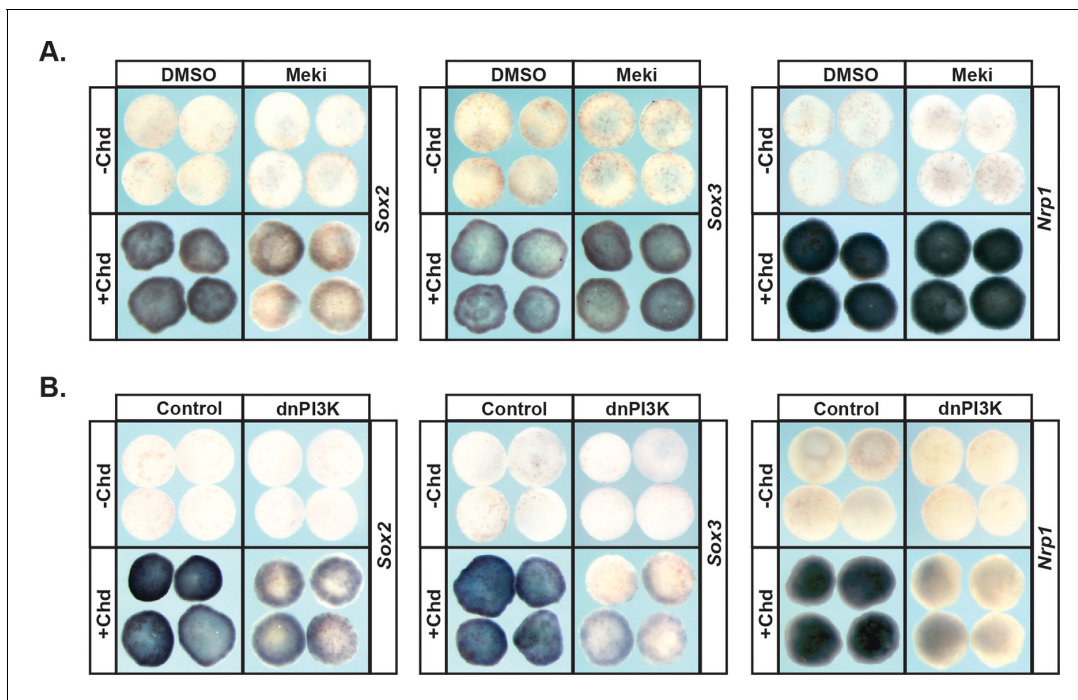 A.
DMSO Meki
-Chd
+Chd
Sox2
DMSO Meki
-Chd
+Chd
Sox3
DMSO Meki
-Chd
+Chd
Nrp1
B.
Control dnPI3K
-Chd
+Chd
Sox2
Control dnPI3K
-Chd
+Chd
Sox3
Control dnPI3K
-Chd
+Chd
Nrp1